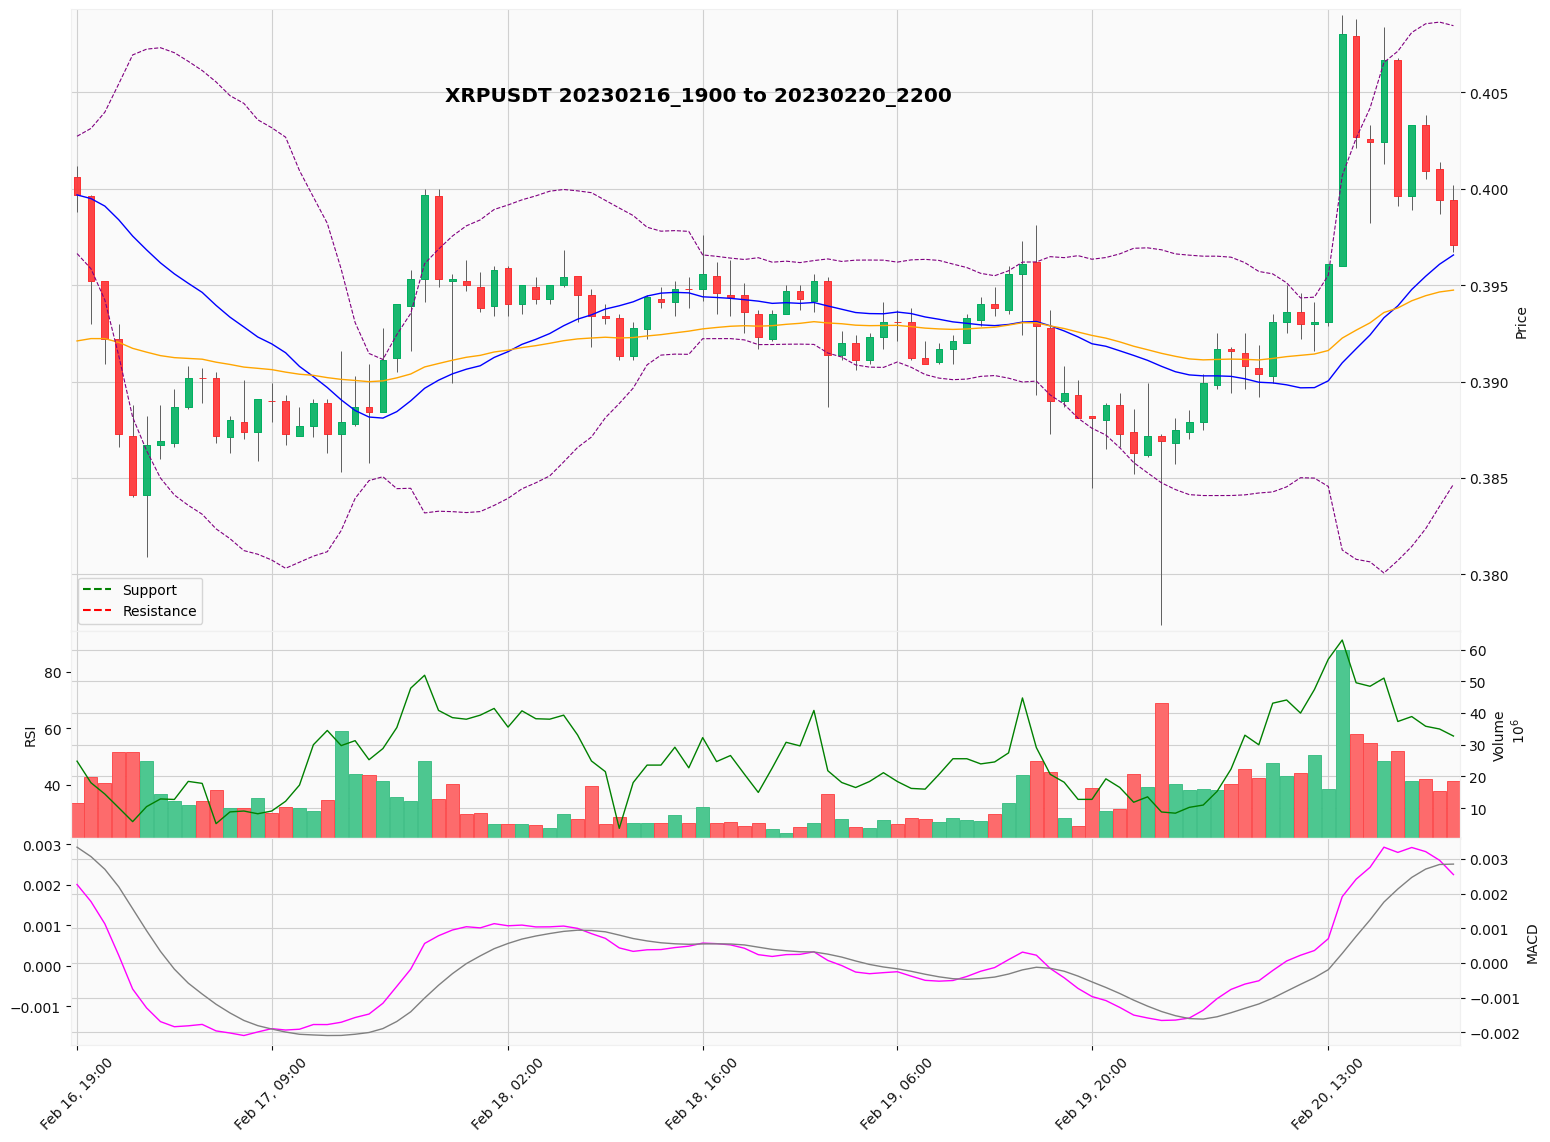 XRPUSDT 20230216_1900 to 20230220_2200
0.405
0.400
0.395
0.390
0.385
0.380
Price
Support
Resistance
80
60
40
RSI
60
50
40
30
20
10
Volume
10⁶
0.003
0.002
0.001
0.000
−0.001
0.003
0.002
0.001
0.000
−0.001
−0.002
MACD
Feb 16, 19:00
Feb 17, 09:00
Feb 18, 02:00
Feb 18, 16:00
Feb 19, 06:00
Feb 19, 20:00
Feb 20, 13:00